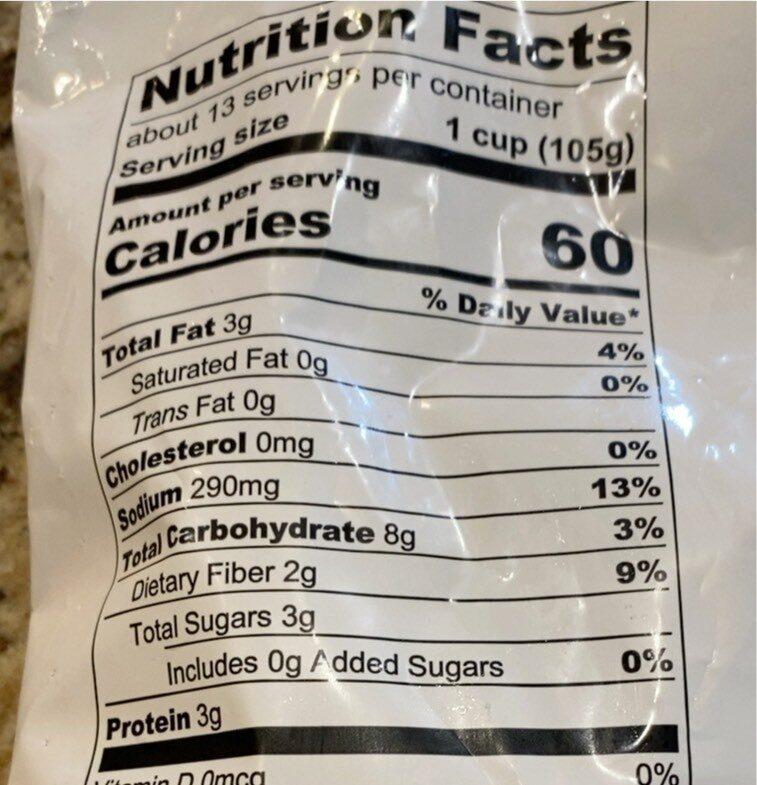 Nutrition Facts
about 13 servings per container
Serving size 1 cup (105g)
Amount per serving
Calories 60
% Daily Value*
Total Fat 3g 4%
Saturated Fat 0g 0%
Trans Fat 0g
Cholesterol 0mg 0%
Sodium 290mg 13%
Total Carbohydrate 8g 3%
Dietary Fiber 2g 9%
Total Sugars 3g
Includes 0g Added Sugars 0%
Protein 3g
Vitamin D 0mcg 0%